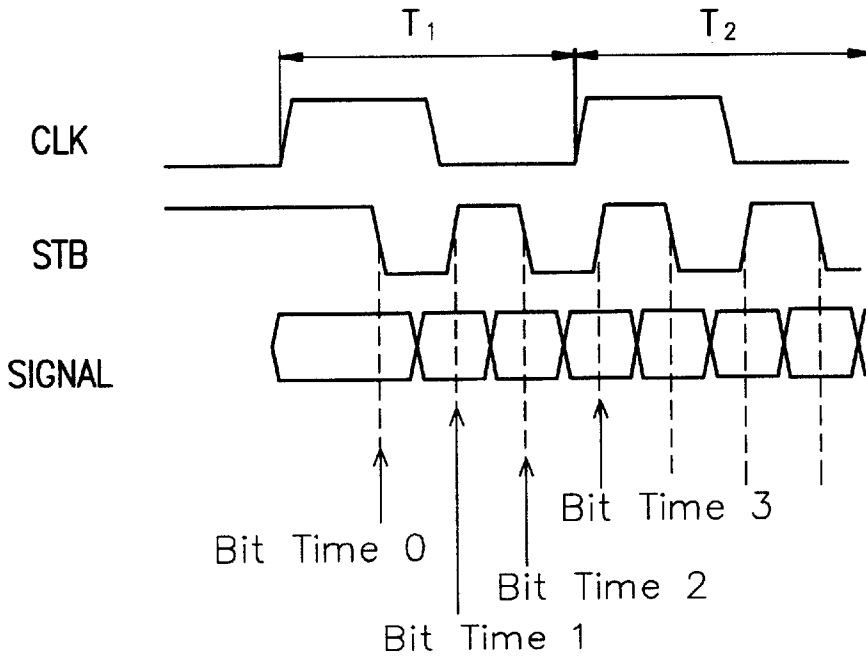 T1
T2
CLK
STB
SIGNAL
Bit Time 3
Bit Time 0
Bit Time 2
Bit Time 1